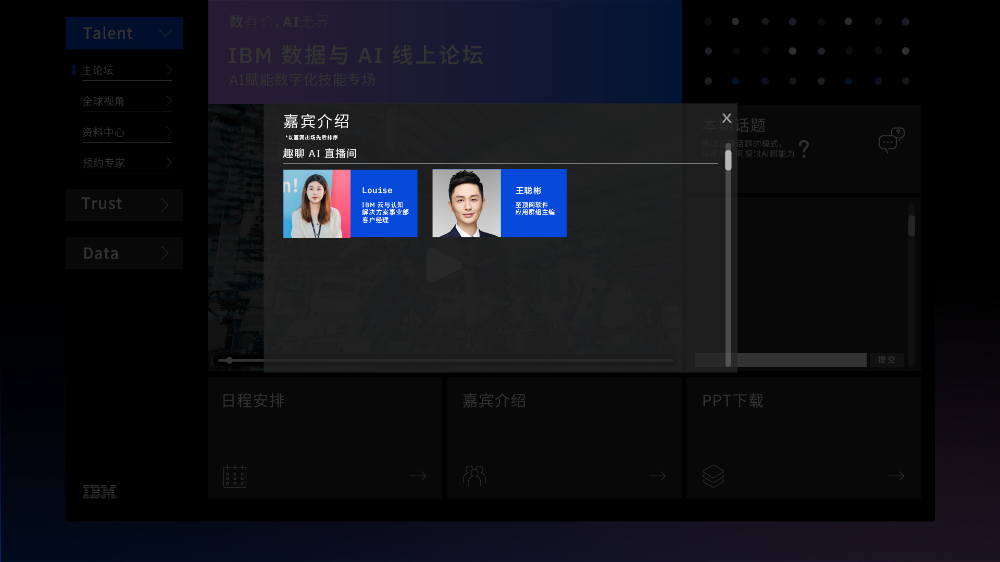 Talent
主论坛
全球视角
资料中心
预约专家
Trust
Data
IBM
数有价，AI无界
IBM 数据与 AI 线上论坛
AI赋能数字化技能专场
嘉宾介绍
X
*以嘉宾出场先后排序
趣聊 AI 直播间
n!
Louise
IBM 云与认知
解决方案事业部
客户经理
王聪彬
至顶网软件
应用群组主编
本期话题
通过设置话题的模式，
与用户一同探讨AI超能力
?
提交
日程安排
嘉宾介绍
PPT下载